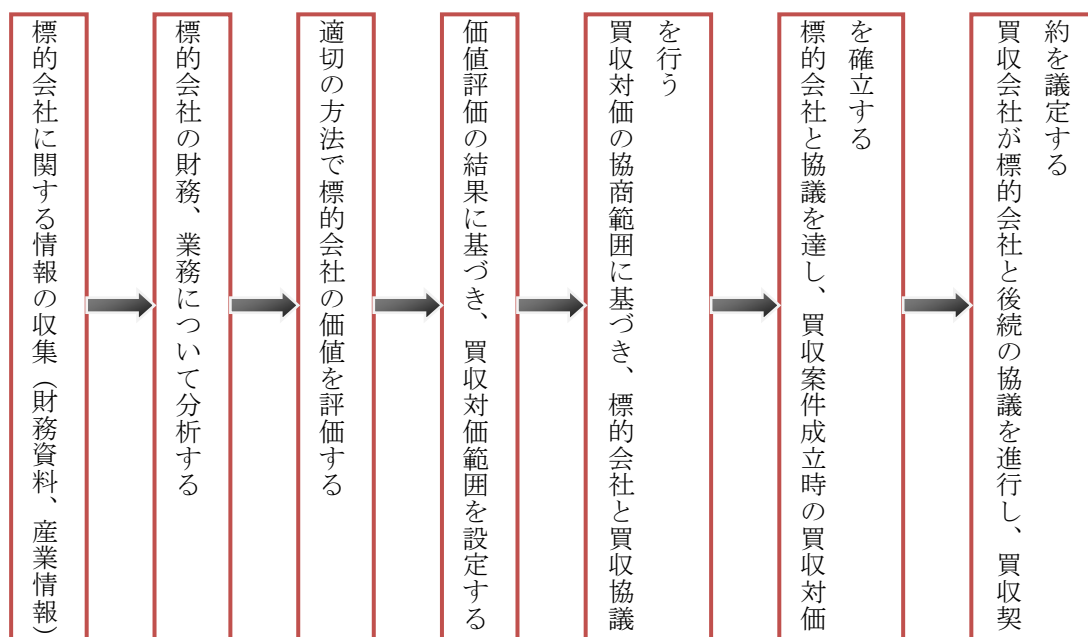 標的会社に関する情報の収集（財務資料、産業情報）
標的会社の財務、業務について分析する
適切の方法で標的会社の価値を評価する
価値評価の結果に基づき、買収対価範囲を設定する
買収対価の協商範囲に基づき、標的会社と買収協議
を行う
標的会社と協議を達し、買収案件成立時の買収対価
を確立する
買収会社が標的会社と後続の協議を進行し、買収契
約を議定する